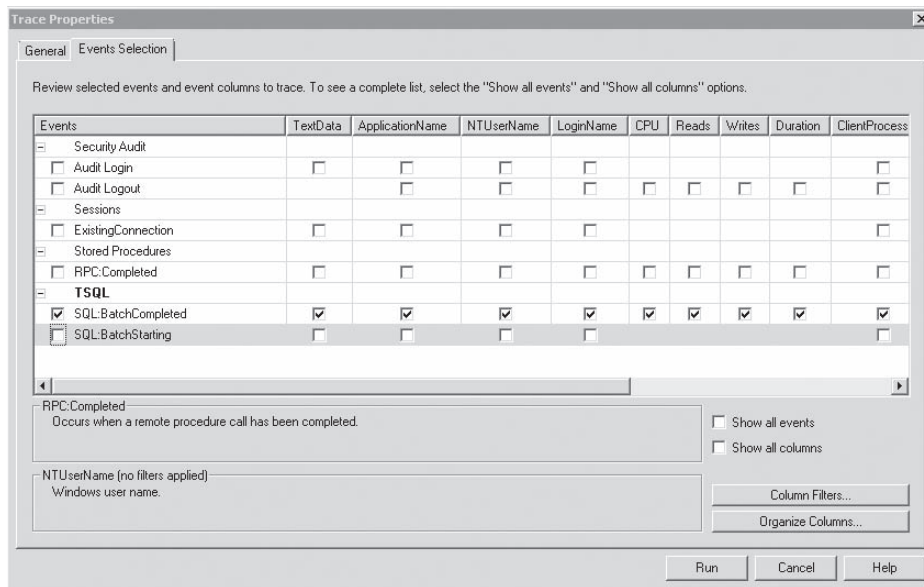 Trace Properties
General Events Selection
Review selected events and event columns to trace. To see a complete list, select the "Show all events" and "Show all columns" options.
Events TextData ApplicationName NTUserName LoginName CPU Reads Writes Duration ClientProcess
Security Audit
Audit Login
Audit Logout
Sessions
ExistingConnection
Stored Procedures
RPC:Completed
TSQL
SQL:BatchCompleted
SQL:BatchStarting
RPC:Completed
Occurs when a remote procedure call has been completed.
Show all events
Show all columns
NTUserName (no filters applied)
Windows user name.
Column Filters...
Organize Columns...
Run Cancel Help